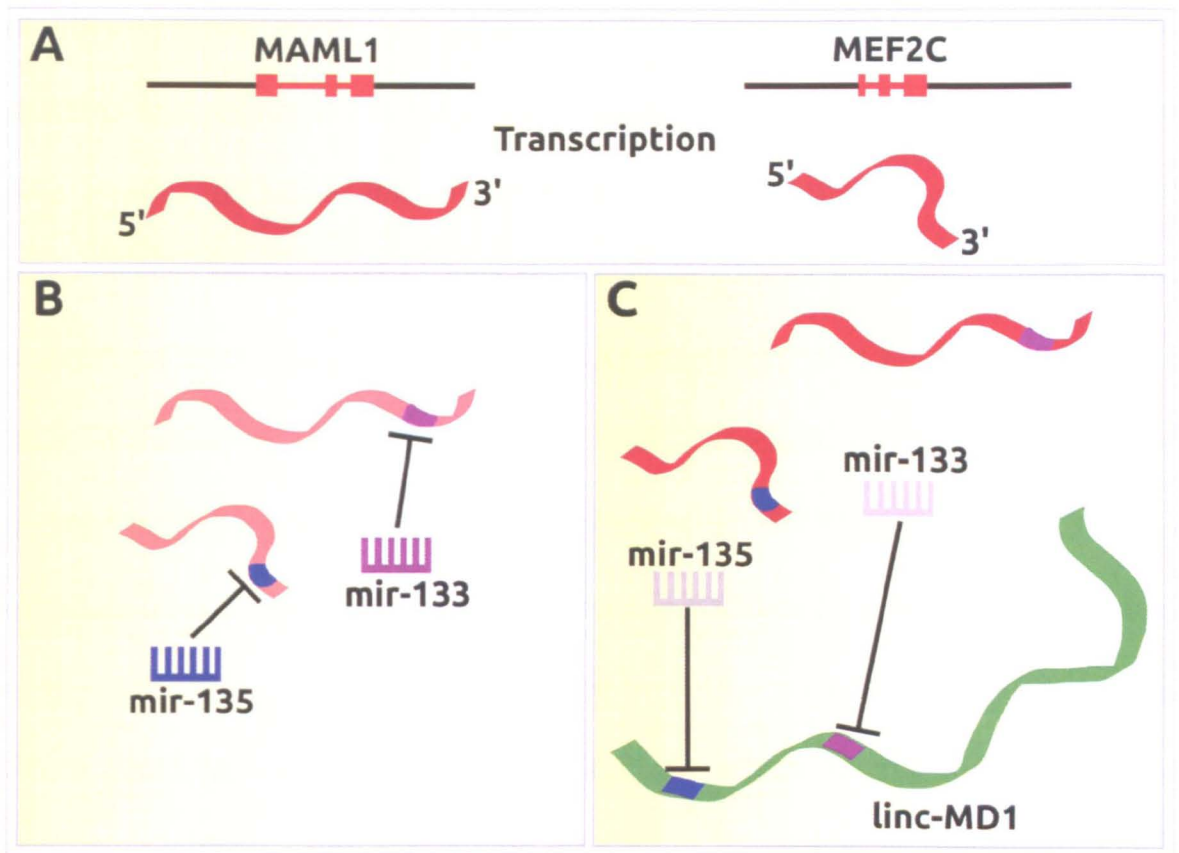 A
MAML1
MEF2C
Transcription
5'
3'
5'
3'
B
mir-133
mir-135
C
mir-133
mir-135
linc-MD1